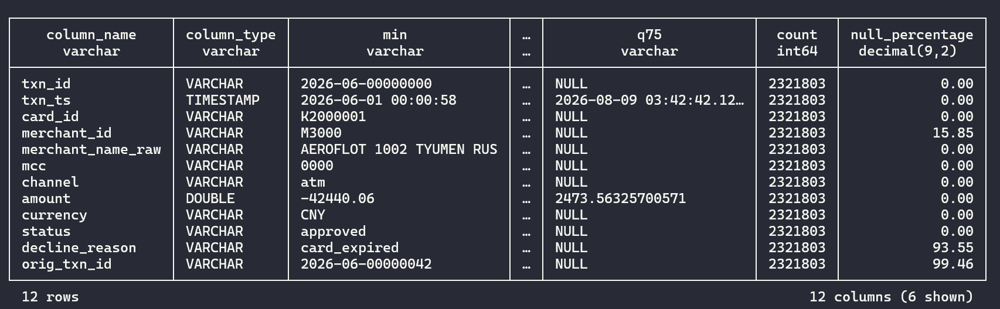 column_name column_type min … q75 count null_percentage
varchar varchar varchar … varchar int64 decimal(9,2)
txn_id VARCHAR 2026-06-00000000 … NULL 2321803 0.00
txn_ts TIMESTAMP 2026-06-01 00:00:58 … 2026-08-09 03:42:42.12… 2321803 0.00
card_id VARCHAR K2000001 … NULL 2321803 0.00
merchant_id VARCHAR M3000 … NULL 2321803 15.85
merchant_name_raw VARCHAR AEROFLOT 1002 TYUMEN RUS … NULL 2321803 0.00
mcc VARCHAR 0000 … NULL 2321803 0.00
channel VARCHAR atm … NULL 2321803 0.00
amount DOUBLE -42440.06 … 2473.56325700571 2321803 0.00
currency VARCHAR CNY … NULL 2321803 0.00
status VARCHAR approved … NULL 2321803 0.00
decline_reason VARCHAR card_expired … NULL 2321803 93.55
orig_txn_id VARCHAR 2026-06-00000042 … NULL 2321803 99.46
12 rows 12 columns (6 shown)